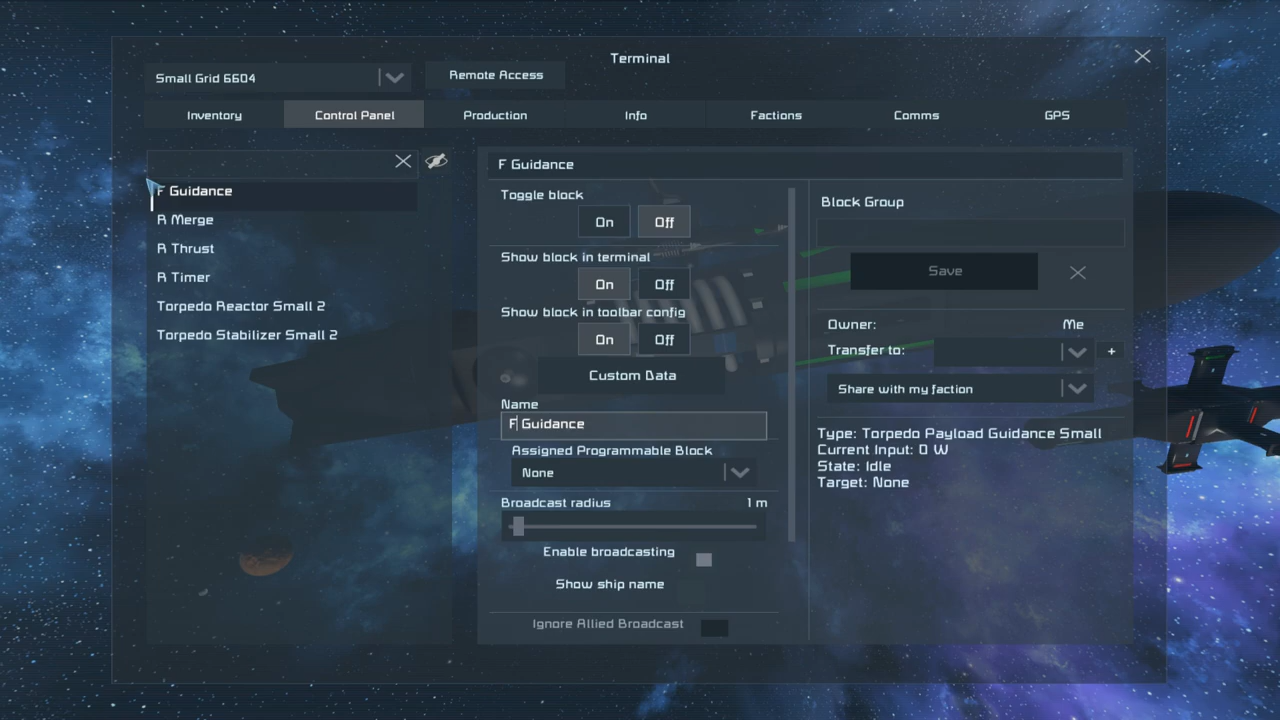 Terminal
Small Grid 6604
Remote Access
Inventory
Control Panel
Production
Info
Factions
Comms
GPS
F Guidance
R Merge
R Thrust
R Timer
Torpedo Reactor Small 2
Torpedo Stabilizer Small 2
F Guidance
Toggle block
On Off
Show block in terminal
On Off
Show block in toolbar config
On Off
Custom Data
Name
F Guidance
Assigned Programmable Block
None
Broadcast radius 1 m
Enable broadcasting
Show ship name
Ignore Allied Broadcast
Block Group
Save
Owner: Me
Transfer to:
+
Share with my faction
Type: Torpedo Payload Guidance Small
Current Input: 0 W
State: Idle
Target: None